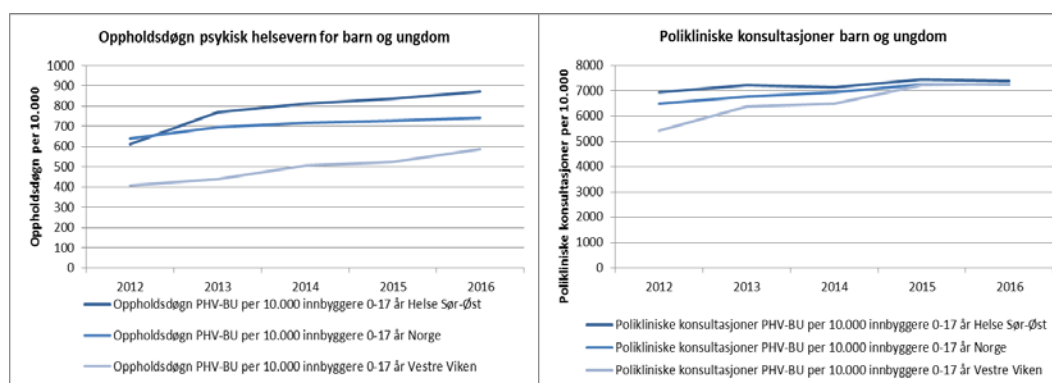 Oppholdsdøgn psykisk helsevern for barn og ungdom
Oppholdsdøgn per 10.000
1000
900
800
700
600
500
400
300
200
100
0
2012 2013 2014 2015 2016
Oppholdsdøgn PHV-BU per 10.000 innbyggere 0-17 år Helse Sør-Øst
Oppholdsdøgn PHV-BU per 10.000 innbyggere 0-17 år Norge
Oppholdsdøgn PHV-BU per 10.000 innbyggere 0-17 år Vestre Viken
Polikliniske konsultasjoner barn og ungdom
Polikliniske konsultasjoner per 10.000
8000
7000
6000
5000
4000
3000
2000
1000
0
2012 2013 2014 2015 2016
Polikliniske konsultasjoner PHV-BU per 10.000 innbyggere 0-17 år Helse Sør-Øst
Polikliniske konsultasjoner PHV-BU per 10.000 innbyggere 0-17 år Norge
Polikliniske konsultasjoner PHV-BU per 10.000 innbyggere 0-17 år Vestre Viken